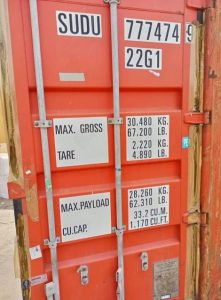 SUDU 777474 9
22G1
MAX. GROSS 30.480 KG.
67.200 LB.
TARE 2.220 KG.
4.890 LB.
MAX.PAYLOAD 28.260 KG.
62.310 LB.
CU.CAP. 33.2 CU.M.
1.170 CU.FT.